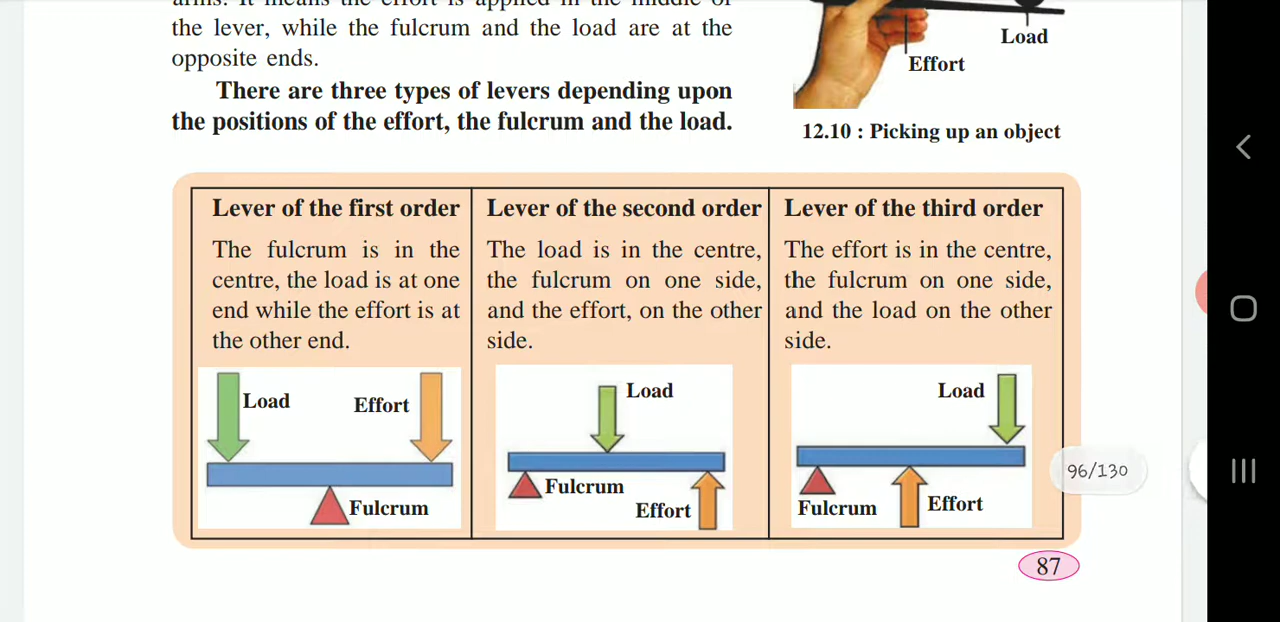 the lever, while the fulcrum and the load are at the
opposite ends.
There are three types of levers depending upon
the positions of the effort, the fulcrum and the load.
Load
Effort
12.10 : Picking up an object
Lever of the first order
The fulcrum is in the
centre, the load is at one
end while the effort is at
the other end.
Load
Effort
Fulcrum
Lever of the second order
The load is in the centre,
the fulcrum on one side,
and the effort, on the other
side.
Load
Fulcrum
Effort
Lever of the third order
The effort is in the centre,
the fulcrum on one side,
and the load on the other
side.
Load
Fulcrum
Effort
96/130
87